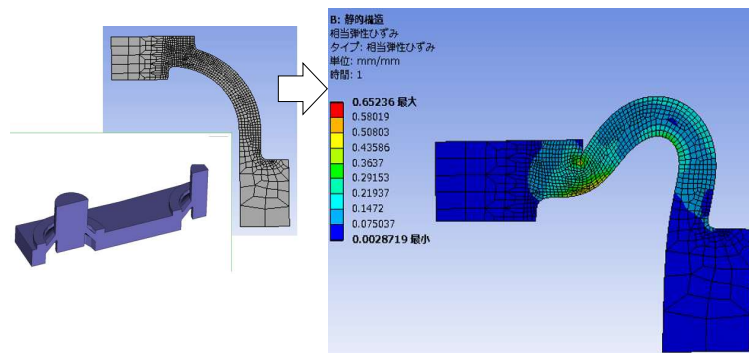 B: 静的構造
相当弾性ひずみ
タイプ: 相当弾性ひずみ
単位: mm/mm
時間: 1
0.65236 最大
0.58019
0.50803
0.43586
0.3637
0.29153
0.21937
0.1472
0.075037
0.0028719 最小